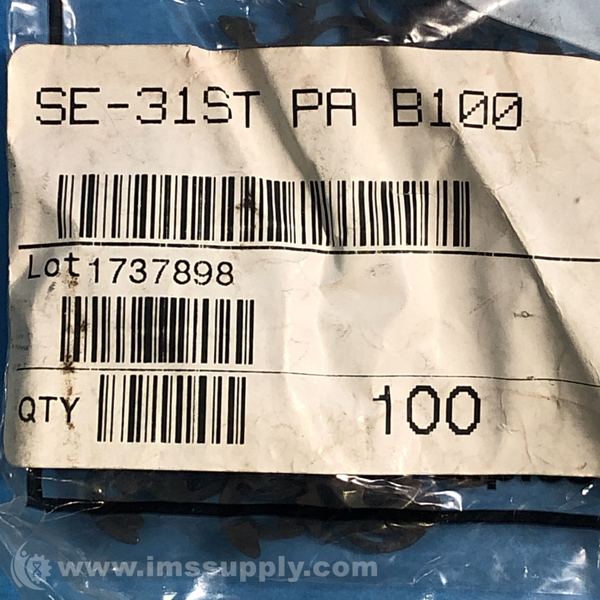 SE-31ST PA B100
Lot 1737898
QTY 100
www.imssupply.com